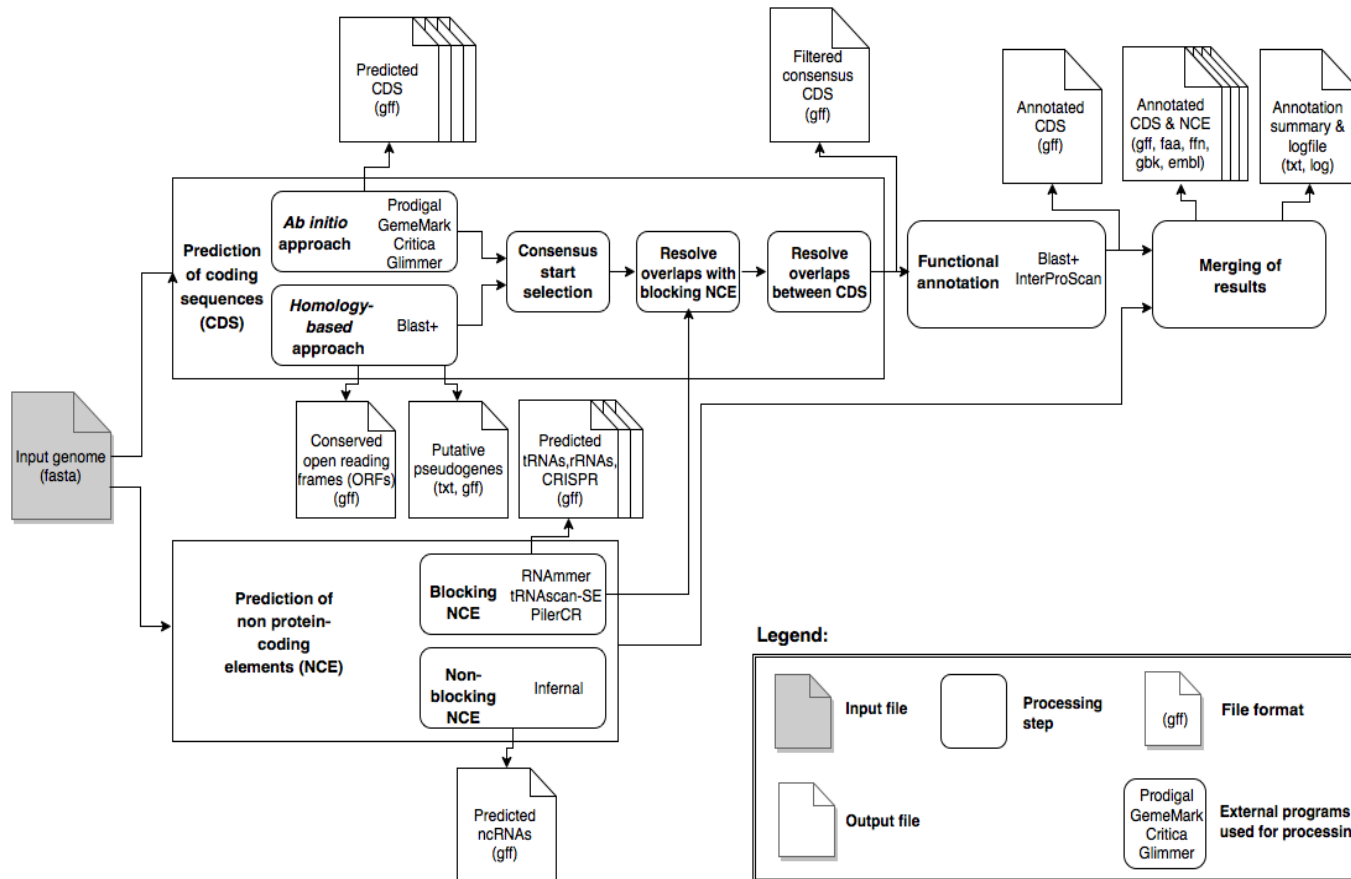 Predicted
CDS
(gff)
Filtered
consensus
CDS
(gff)
Annotated
CDS
(gff)
Annotated
CDS & NCE
(gff, faa, ffn,
gbk, embl)
Annotation
summary &
logfile
(txt, log)
Prediction
of coding
sequences
(CDS)
Ab initio
approach
Prodigal
GemeMark
Critica
Glimmer
Homology-
based
approach
Blast+
Consensus
start
selection
Resolve
overlaps with
blocking NCE
Resolve
overlaps
between CDS
Functional
annotation
Blast+
InterProScan
Merging of
results
Input genome
(fasta)
Conserved
open reading
frames (ORFs)
(gff)
Putative
pseudogenes
(txt, gff)
Predicted
tRNAs,rRNAs,
CRISPR
(gff)
Prediction of
non protein-
coding
elements (NCE)
Blocking
NCE
RNAmmer
tRNAscan-SE
PilerCR
Non-
blocking
NCE
Infernal
Predicted
ncRNAs
(gff)
Legend:
Input file
Processing
step
(gff)
File format
Output file
Prodigal
GemeMark
Critica
Glimmer
External programs
used for processin